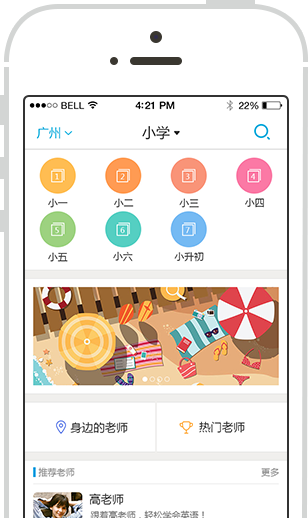 BELL 4:21 PM 22%
广州 小学
1 2 3 4
小一 小二 小三 小四
5 6 7
小五 小六 小升初
身边的老师 热门老师
推荐老师 更多
高老师
跟着高老师，轻松学会英语！